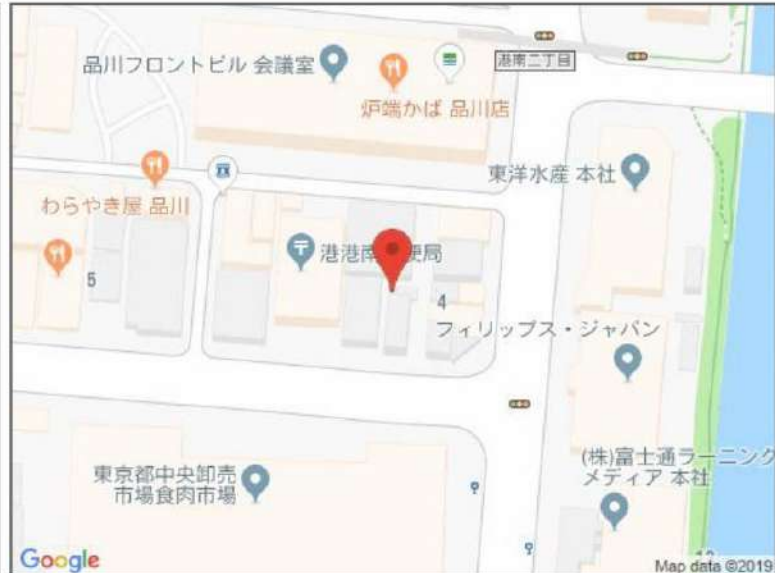 品川フロントビル 会議室
炉端かば 品川店
港南二丁目
東洋水産 本社
わらやき屋 品川
港港南 便局
5
4
フィリップス・ジャパン
東京都中央卸売
市場食肉市場
(株)富士通ラーニング
メディア 本社
Google
Map data ©2019